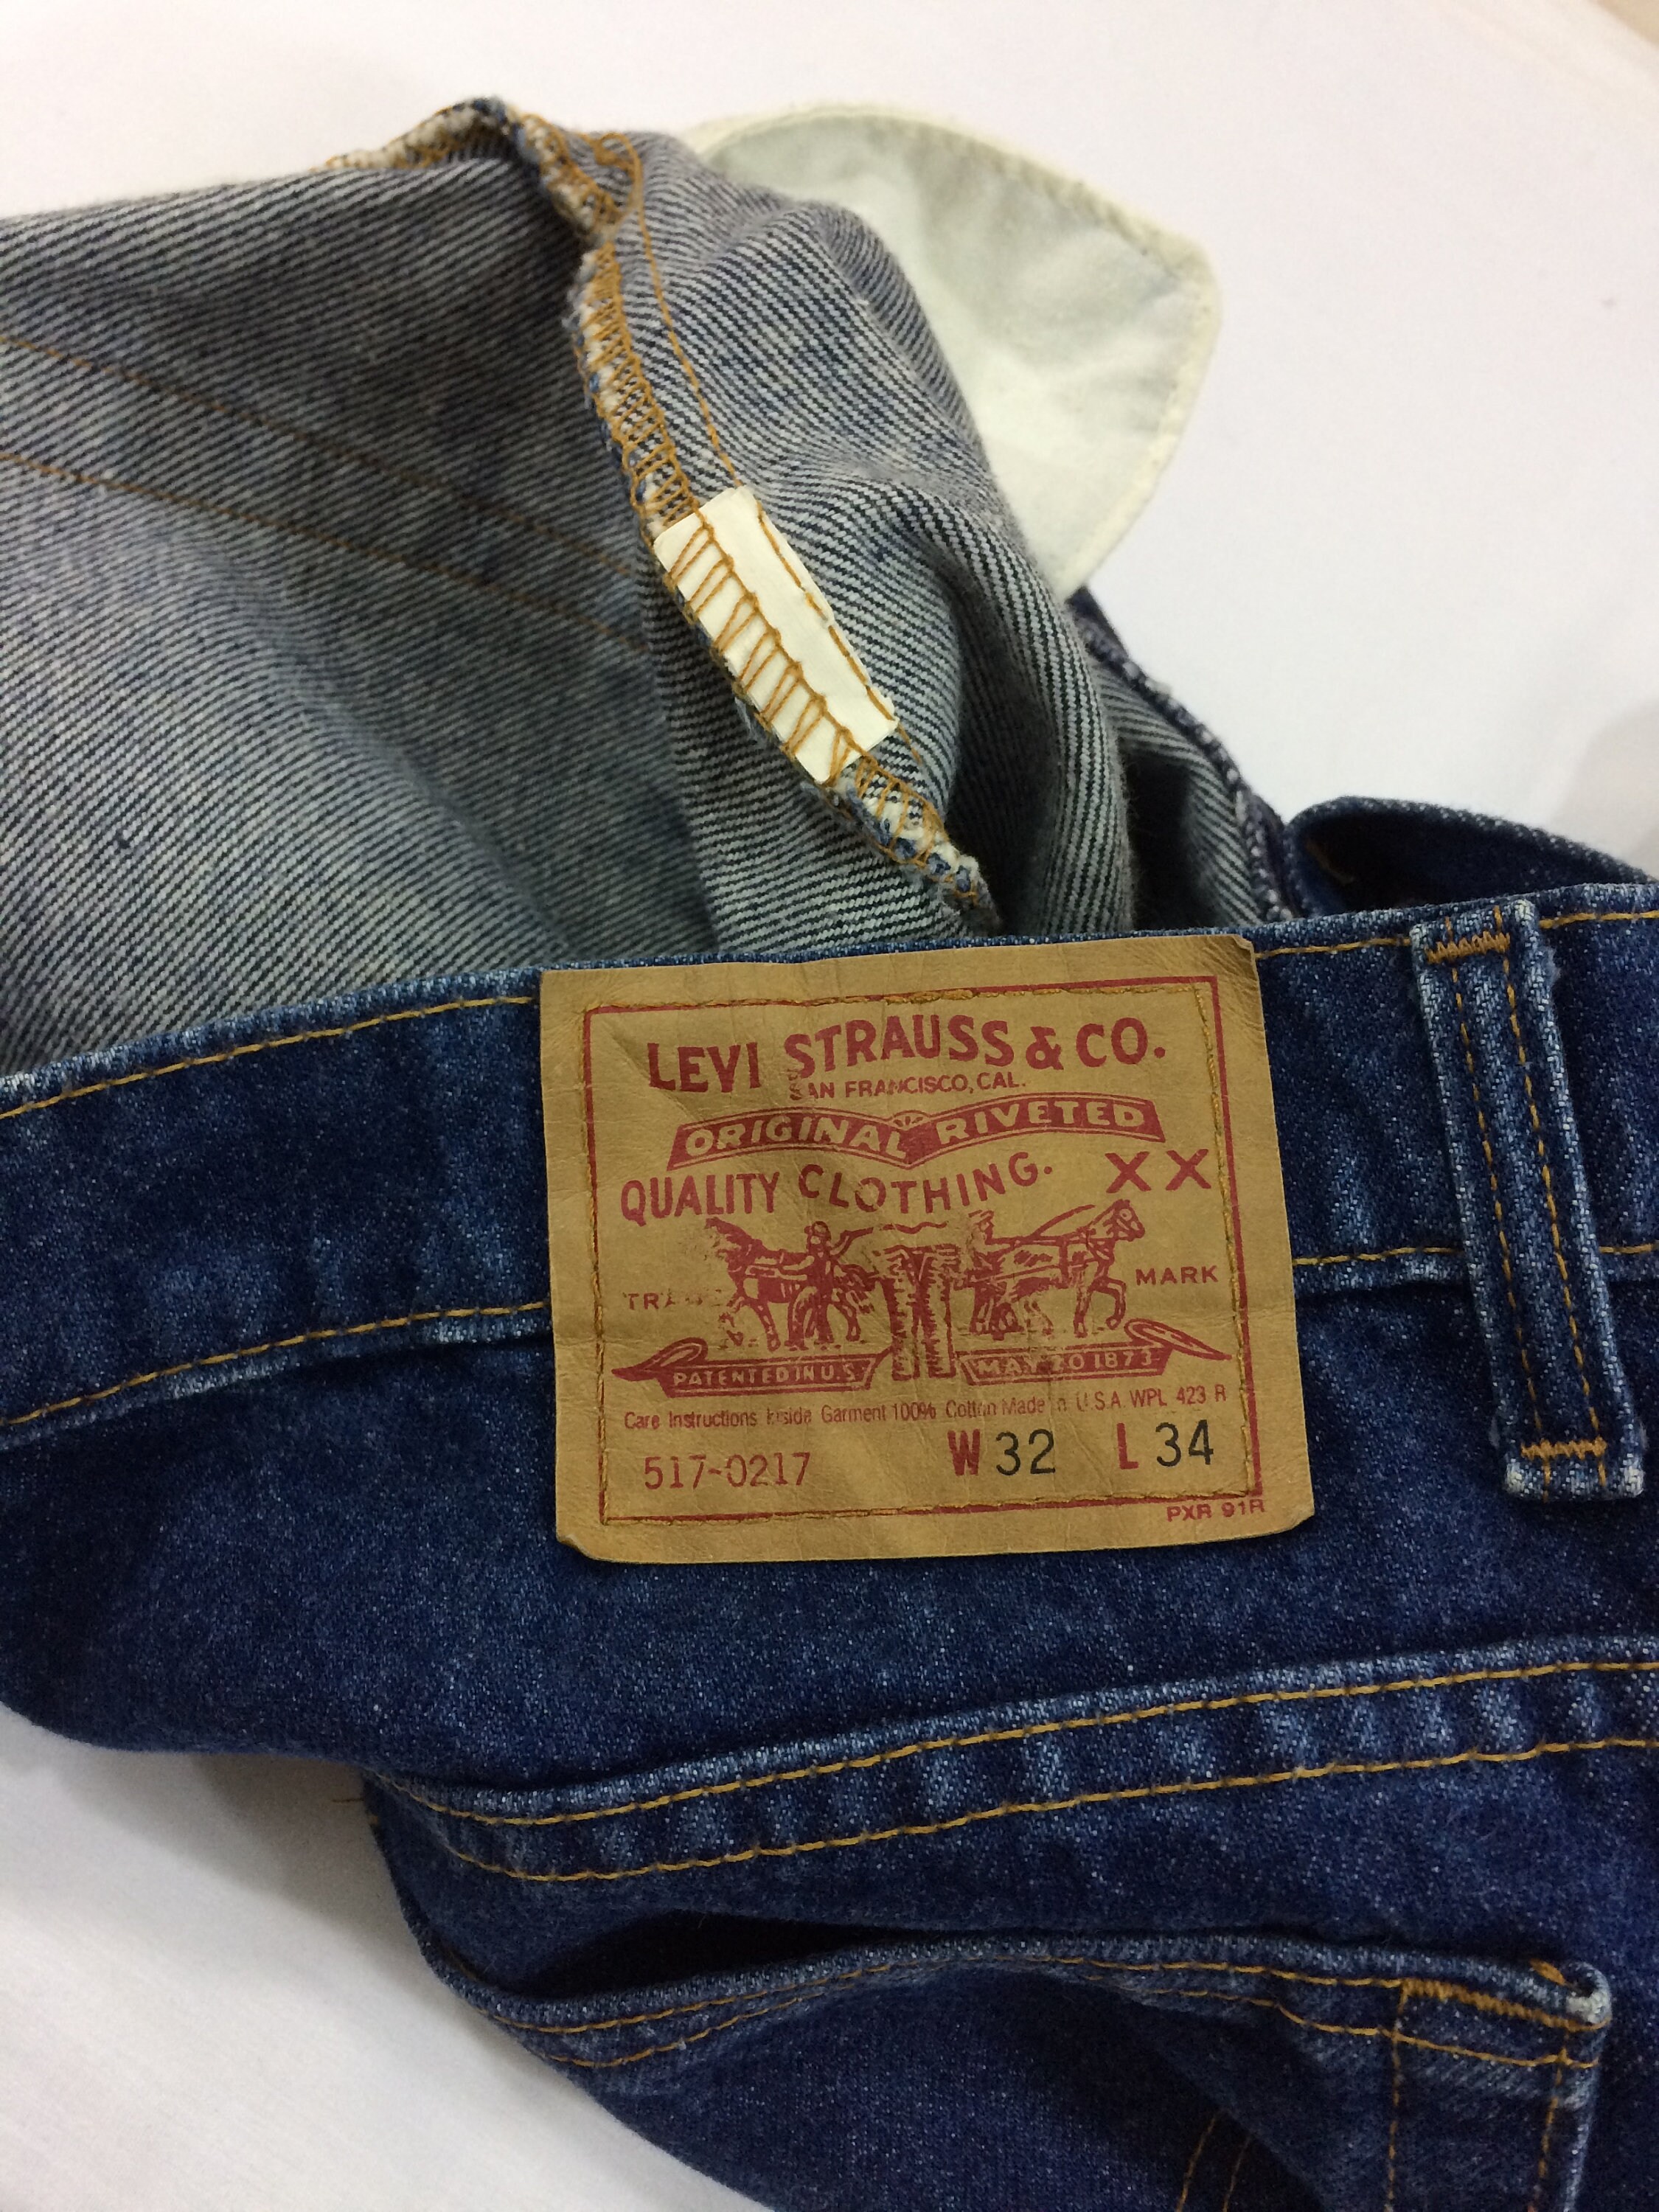 LEVI STRAUSS & CO.
SAN FRANCISCO, CAL.
ORIGINAL RIVETED
QUALITY CLOTHING. XX
TRADE MARK
PATENTED IN U.S. MAY 20 1873
Care Instructions Inside Garment 100% Cotton Made in U.S.A. WPL 423 R
517-0217 W 32 L 34
PXR 91R